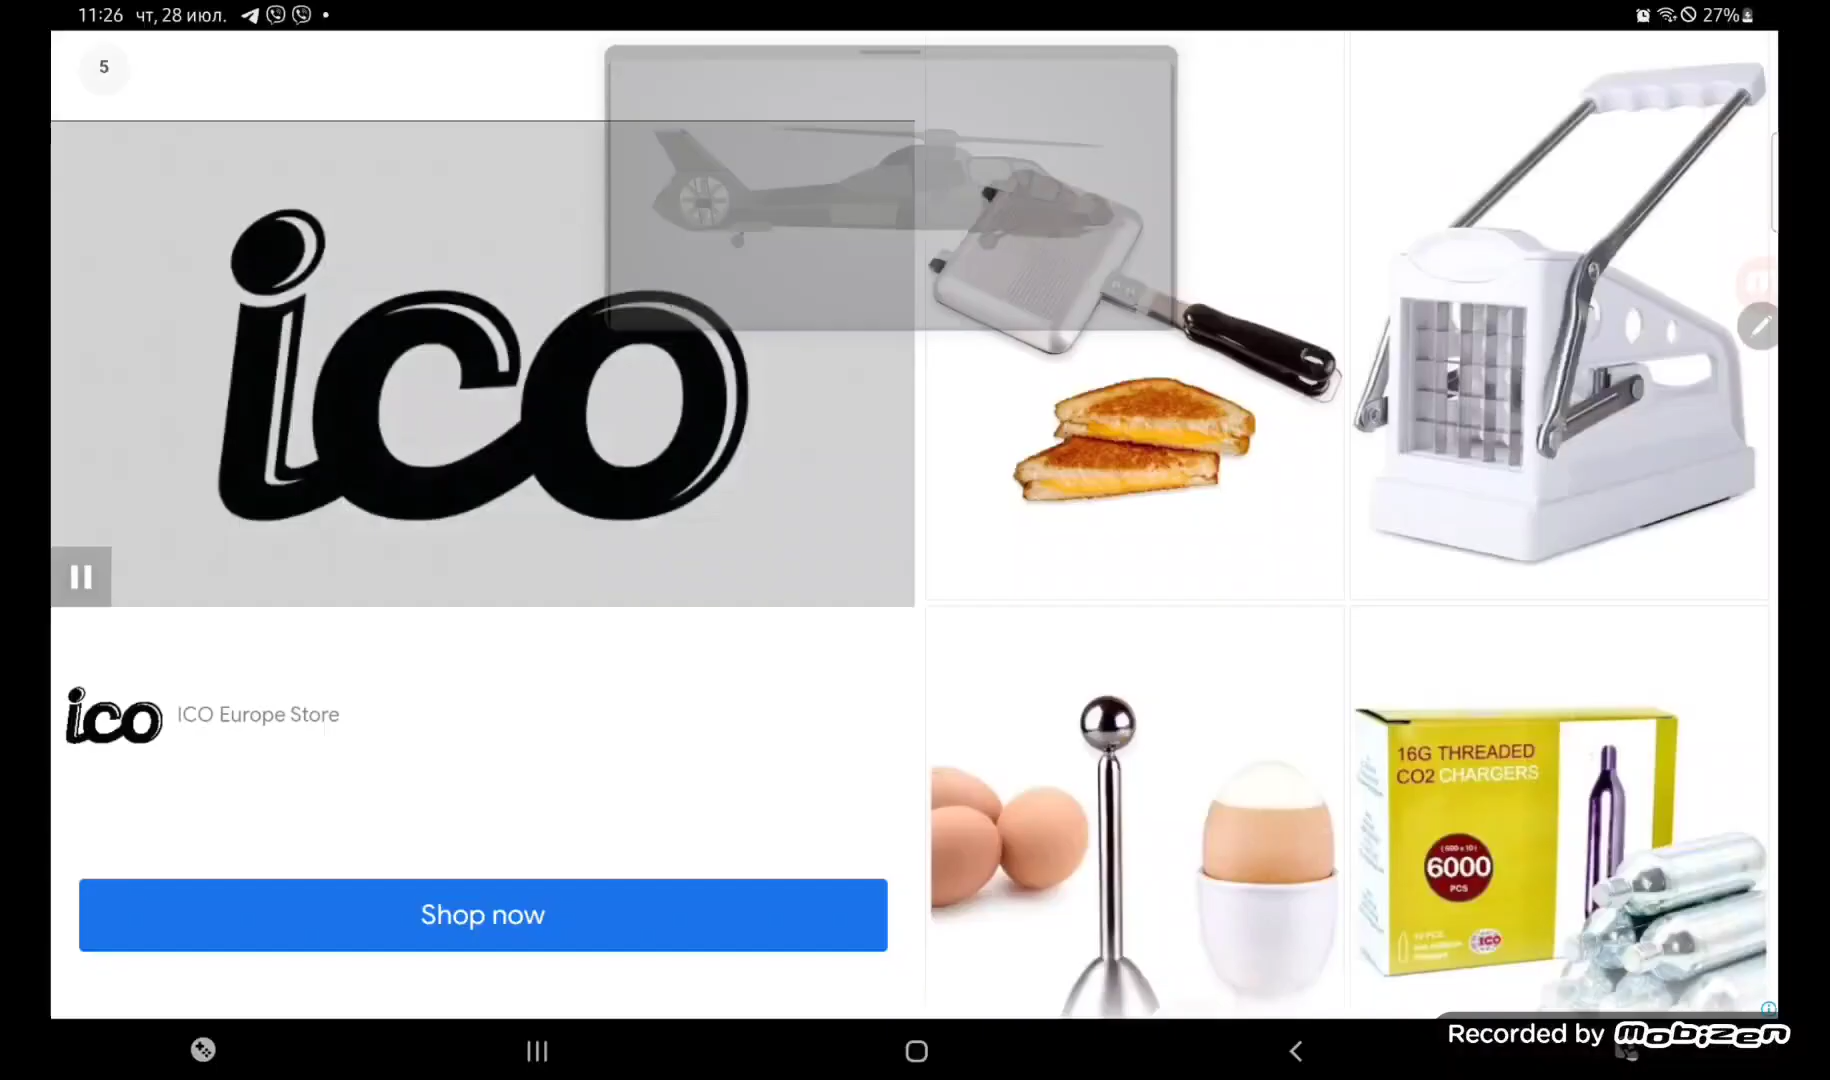 11:26 чт, 28 июл.
27%
5
ico
ico
ICO Europe Store
Shop now
16G THREADED
CO2 CHARGERS
6000
PCS
ICO
Recorded by mobizen